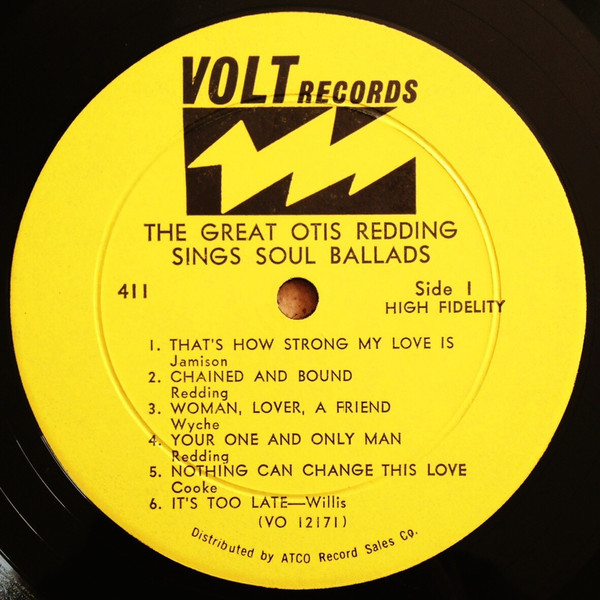 VOLT RECORDS
THE GREAT OTIS REDDING
SINGS SOUL BALLADS
411
Side 1
HIGH FIDELITY
1. THAT'S HOW STRONG MY LOVE IS
Jamison
2. CHAINED AND BOUND
Redding
3. WOMAN, LOVER, A FRIEND
Wyche
4. YOUR ONE AND ONLY MAN
Redding
5. NOTHING CAN CHANGE THIS LOVE
Cooke
6. IT'S TOO LATE—Willis
(VO 12171)
Distributed by ATCO Record Sales Co.